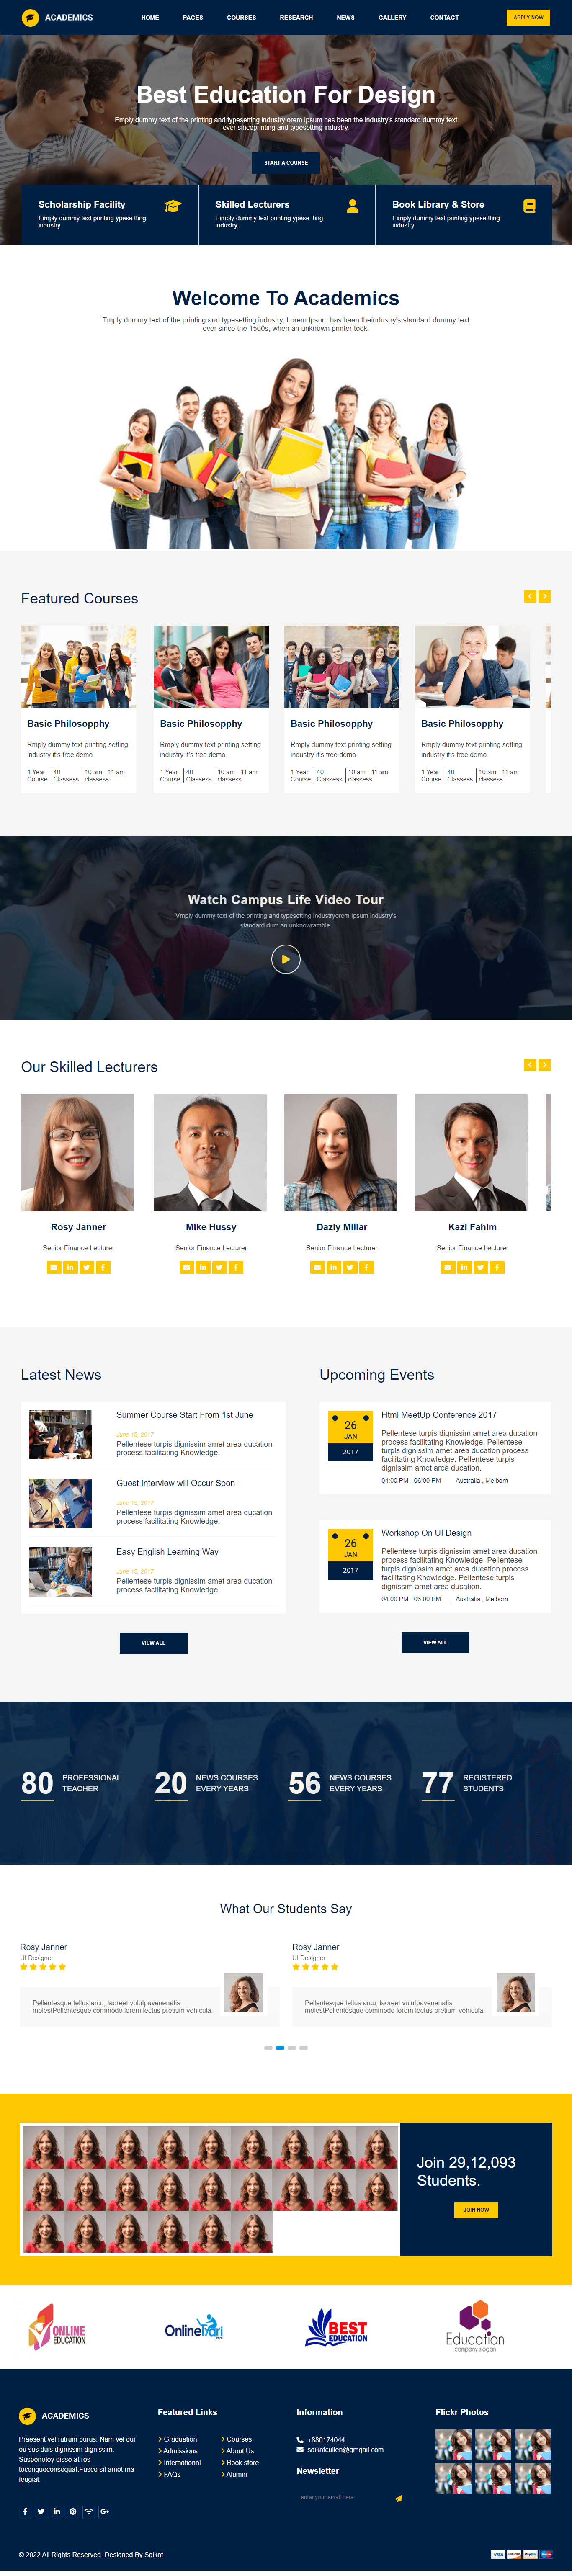 ACADEMICS
HOME PAGES COURSES RESEARCH NEWS GALLERY CONTACT
APPLY NOW
Best Education For Design
Emply dummy text of the printing and typesetting industry orem Ipsum has been the industry's standard dummy text
ever sinceprinting and typesetting industry.
START A COURSE
Scholarship Facility
Eimply dummy text printing ypese tting
industry.
Skilled Lecturers
Eimply dummy text printing ypese tting
industry.
Book Library & Store
Eimply dummy text printing ypese tting
industry.
Welcome To Academics
Tmply dummy text of the printing and typesetting industry. Lorem Ipsum has been theindustry's standard dummy text
ever since the 1500s, when an unknown printer took.
Featured Courses
Basic Philosopphy
Rmply dummy text printing setting
industry it's free demo.
1 Year
Course
40
Classess
10 am - 11 am
classess
Basic Philosopphy
Rmply dummy text printing setting
industry it's free demo.
1 Year
Course
40
Classess
10 am - 11 am
classess
Basic Philosopphy
Rmply dummy text printing setting
industry it's free demo.
1 Year
Course
40
Classess
10 am - 11 am
classess
Basic Philosopphy
Rmply dummy text printing setting
industry it's free demo.
1 Year
Course
40
Classess
10 am - 11 am
classess
Watch Campus Life Video Tour
Vmply dummy text of the printing and typesetting industryorem Ipsum industry's
standard dum an unknowramble.
Our Skilled Lecturers
Rosy Janner
Senior Finance Lecturer
Mike Hussy
Senior Finance Lecturer
Daziy Millar
Senior Finance Lecturer
Kazi Fahim
Senior Finance Lecturer
Latest News
Summer Course Start From 1st June
June 15, 2017
Pellentese turpis dignissim amet area ducation
process facilitating Knowledge.
Guest Interview will Occur Soon
June 15, 2017
Pellentese turpis dignissim amet area ducation
process facilitating Knowledge.
Easy English Learning Way
June 15, 2017
Pellentese turpis dignissim amet area ducation
process facilitating Knowledge.
VIEW ALL
Upcoming Events
26
JAN
2017
Html MeetUp Conference 2017
Pellentese turpis dignissim amet area ducation
process facilitating Knowledge. Pellentese
turpis dignissim amet area ducation process
facilitating Knowledge. Pellentese turpis
dignissim amet area ducation.
04:00 PM - 06:00 PM Australia , Melborn
26
JAN
2017
Workshop On UI Design
Pellentese turpis dignissim amet area ducation
process facilitating Knowledge. Pellentese
turpis dignissim amet area ducation process
facilitating Knowledge. Pellentese turpis
dignissim amet area ducation.
04:00 PM - 06:00 PM Australia , Melborn
VIEW ALL
80
PROFESSIONAL
TEACHER
20
NEWS COURSES
EVERY YEARS
56
NEWS COURSES
EVERY YEARS
77
REGISTERED
STUDENTS
What Our Students Say
Rosy Janner
UI Designer
Pellentesque tellus arcu, laoreet volutpavenenatis
molestPellentesque commodo lorem lectus pretium vehicula.
Rosy Janner
UI Designer
Pellentesque tellus arcu, laoreet volutpavenenatis
molestPellentesque commodo lorem lectus pretium vehicula.
Join 29,12,093
Students.
JOIN NOW
ONLINE
EDUCATION
Online
BEST
EDUCATION
Education
company slogan
ACADEMICS
Praesent vel rutrum purus. Nam vel dui
eu sus duis dignissim dignissim.
Suspenetey disse at ros
tecongueconsequat.Fusce sit amet rna
feugiat.
Featured Links
Graduation
Admissions
International
FAQs
Courses
About Us
Book store
Alumni
Information
+880174044
saikatcullen@gmqail.com
Newsletter
enter your email here
Flickr Photos
© 2022 All Rights Reserved. Designed By Saikat
VISA
PayPal